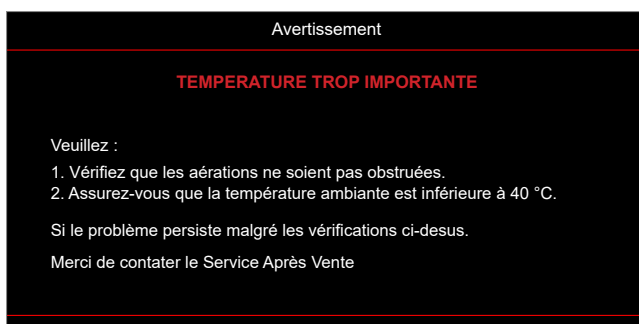 Avertissement
TEMPERATURE TROP IMPORTANTE
Veuillez :
1. Vérifiez que les aérations ne soient pas obstruées.
2. Assurez-vous que la température ambiante est inférieure à 40 °C.
Si le problème persiste malgré les vérifications ci-desus.
Merci de contater le Service Après Vente